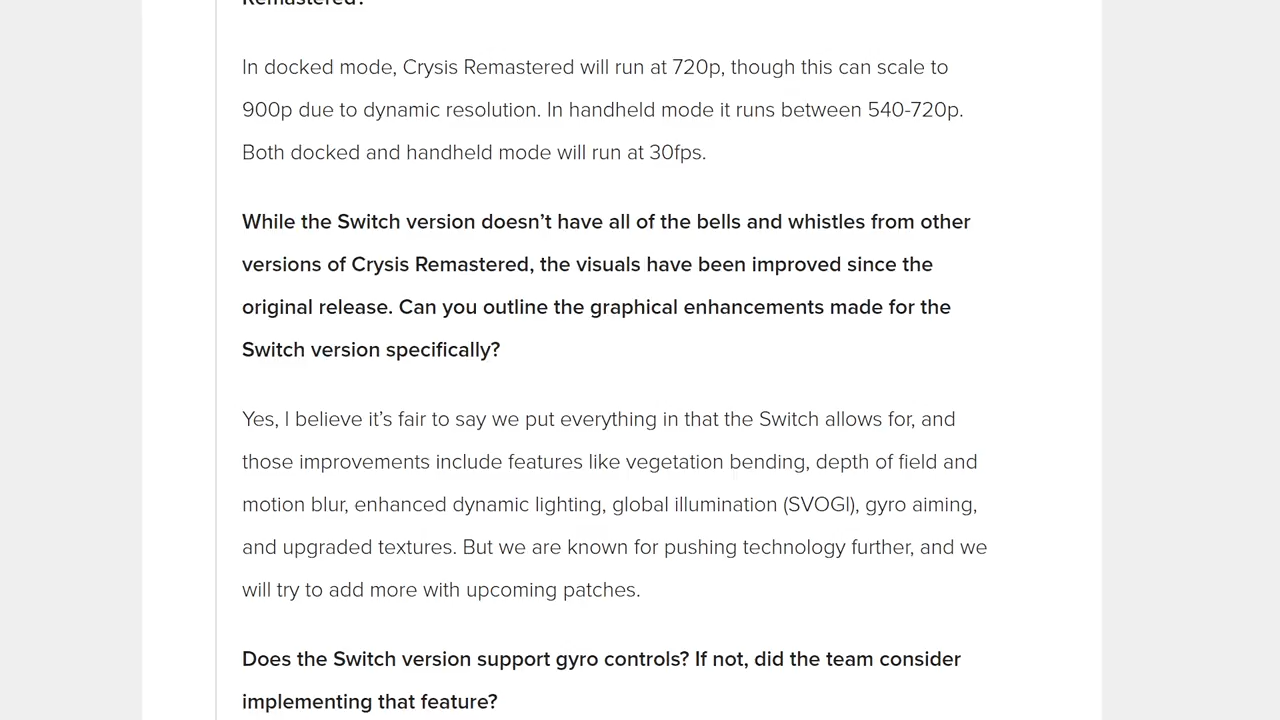 Remastered?
In docked mode, Crysis Remastered will run at 720p, though this can scale to
900p due to dynamic resolution. In handheld mode it runs between 540-720p.
Both docked and handheld mode will run at 30fps.
While the Switch version doesn’t have all of the bells and whistles from other
versions of Crysis Remastered, the visuals have been improved since the
original release. Can you outline the graphical enhancements made for the
Switch version specifically?
Yes, I believe it’s fair to say we put everything in that the Switch allows for, and
those improvements include features like vegetation bending, depth of field and
motion blur, enhanced dynamic lighting, global illumination (SVOGI), gyro aiming,
and upgraded textures. But we are known for pushing technology further, and we
will try to add more with upcoming patches.
Does the Switch version support gyro controls? If not, did the team consider
implementing that feature?